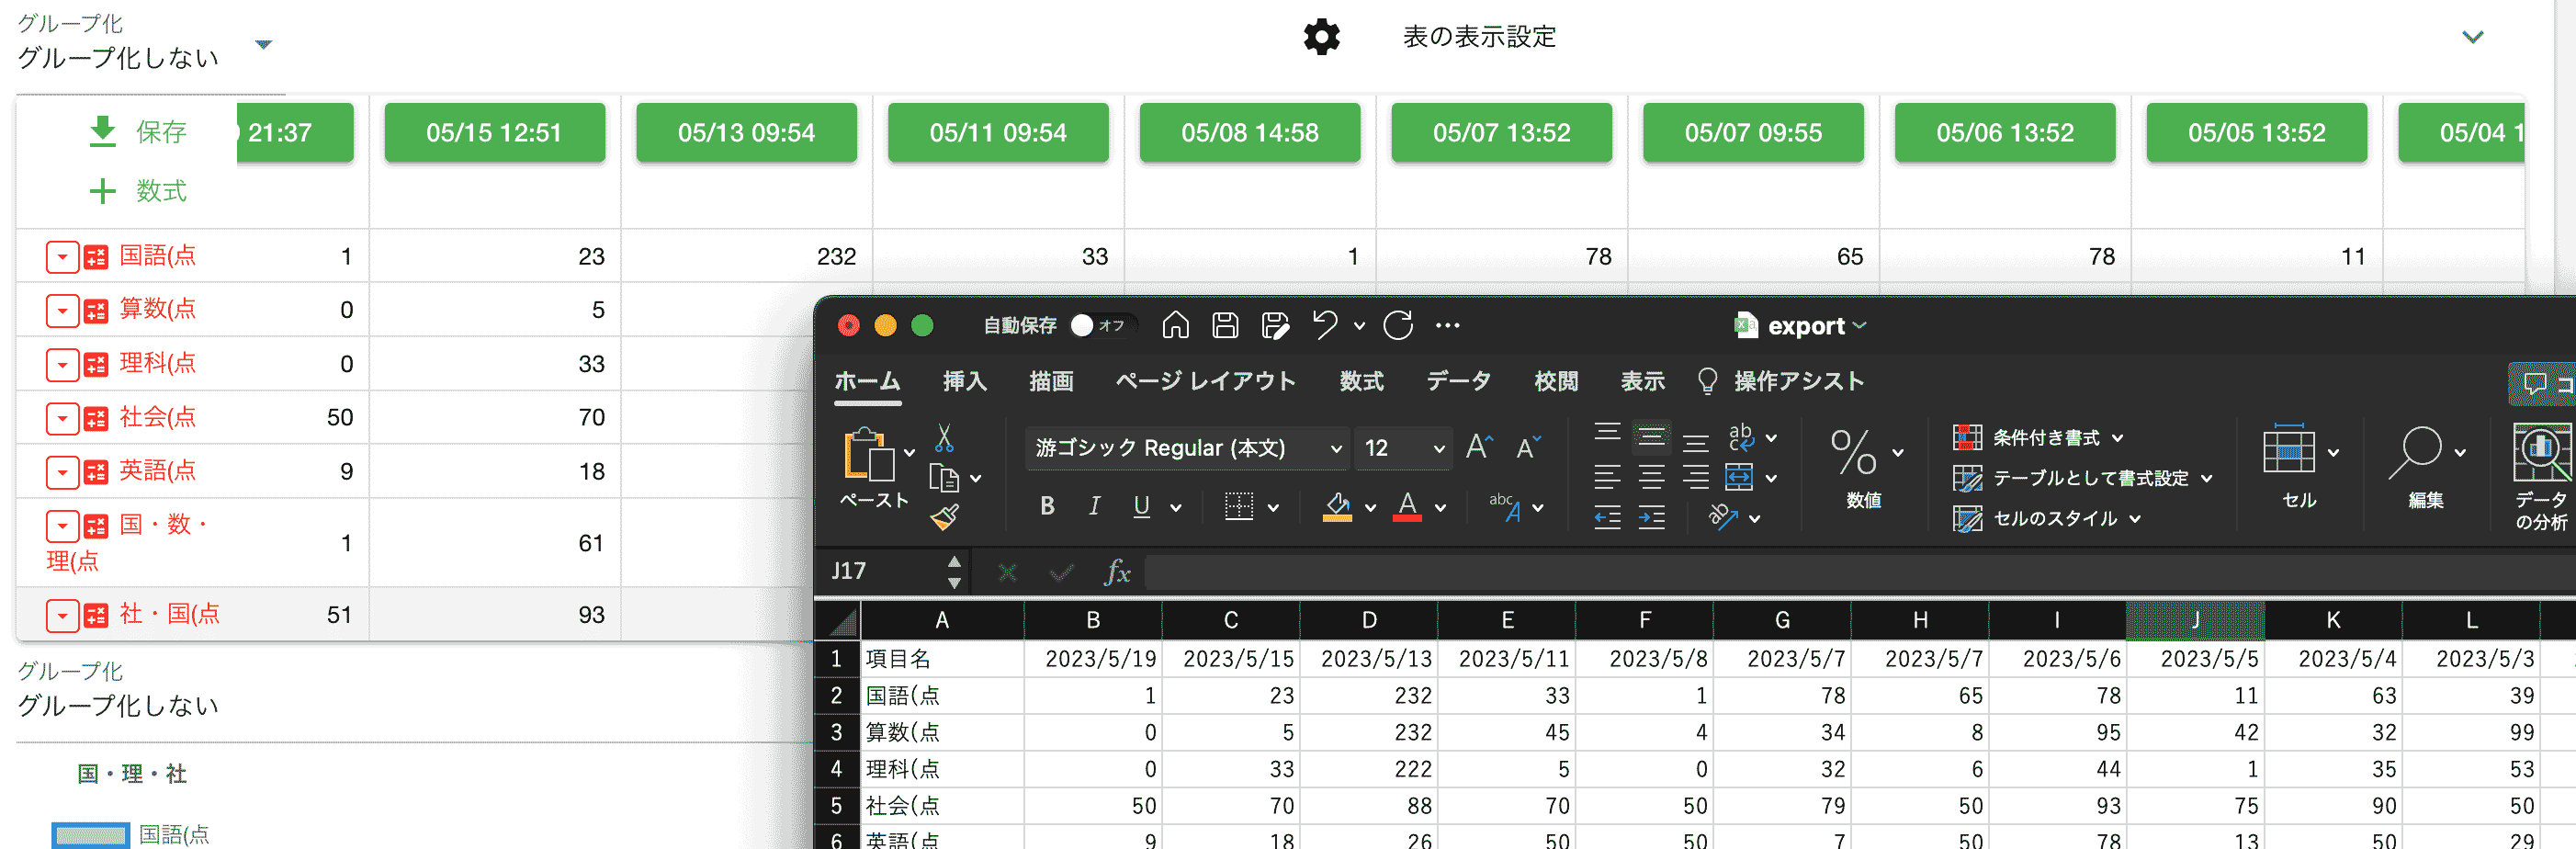 グループ化
グループ化しない
表の表示設定
保存
数式
21:37
05/15 12:51
05/13 09:54
05/11 09:54
05/08 14:58
05/07 13:52
05/07 09:55
05/06 13:52
05/05 13:52
05/04 1
国語(点 1 23 232 33 1 78 65 78 11
算数(点 0 5
理科(点 0 33
社会(点 50 70
英語(点 9 18
国・数・
理(点 1 61
社・国(点 51 93
グループ化
グループ化しない
国・理・社
国語(点
自動保存 オフ
export
ホーム 挿入 描画 ページ レイアウト 数式 データ 校閲 表示 操作アシスト コ
ペースト
游ゴシック Regular (本文) 12
B I U
数値
条件付き書式
テーブルとして書式設定
セルのスタイル
セル
編集
データ
の分析
J17 fx
A B C D E F G H I J K L
1 項目名 2023/5/19 2023/5/15 2023/5/13 2023/5/11 2023/5/8 2023/5/7 2023/5/7 2023/5/6 2023/5/5 2023/5/4 2023/5/3
2 国語(点 1 23 232 33 1 78 65 78 11 63 39
3 算数(点 0 5 232 45 4 34 8 95 42 32 99
4 理科(点 0 33 222 5 0 32 6 44 1 35 53
5 社会(点 50 70 88 70 50 79 50 93 75 90 50
6 英語(点 9 18 26 50 50 7 50 78 13 50 29